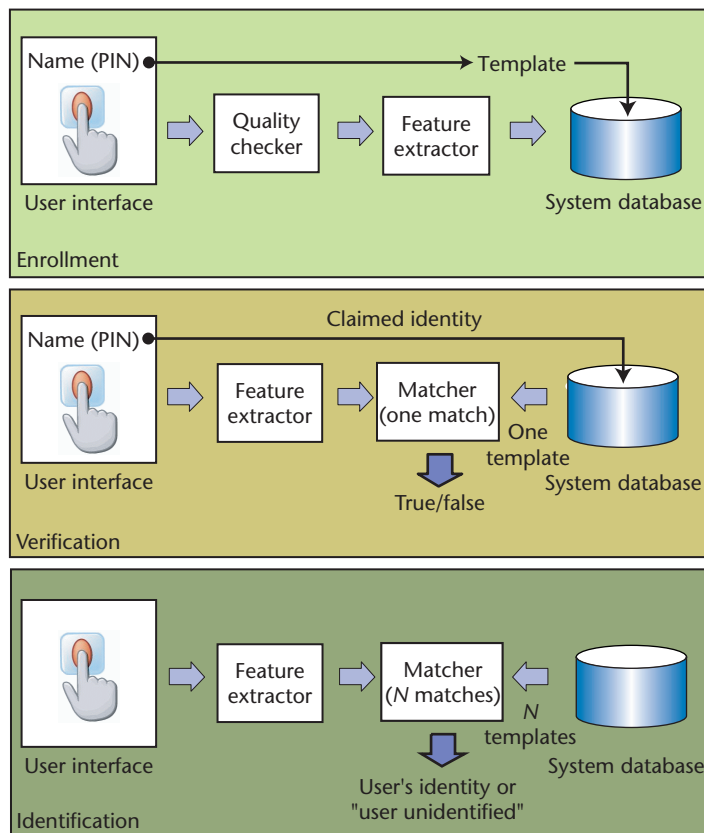 Name (PIN)
Template
Quality
checker
Feature
extractor
User interface
System database
Enrollment
Name (PIN)
Claimed identity
Feature
extractor
Matcher
(one match)
One
template
User interface
System database
True/false
Verification
Feature
extractor
Matcher
(N matches)
N
templates
User interface
System database
User's identity or
"user unidentified"
Identification